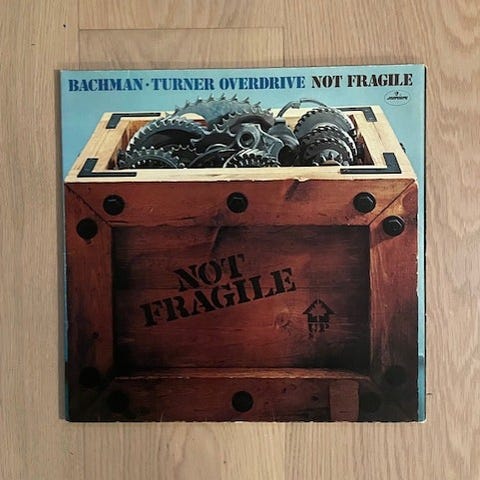 BACHMAN · TURNER OVERDRIVE NOT FRAGILE
NOT
FRAGILE
UP